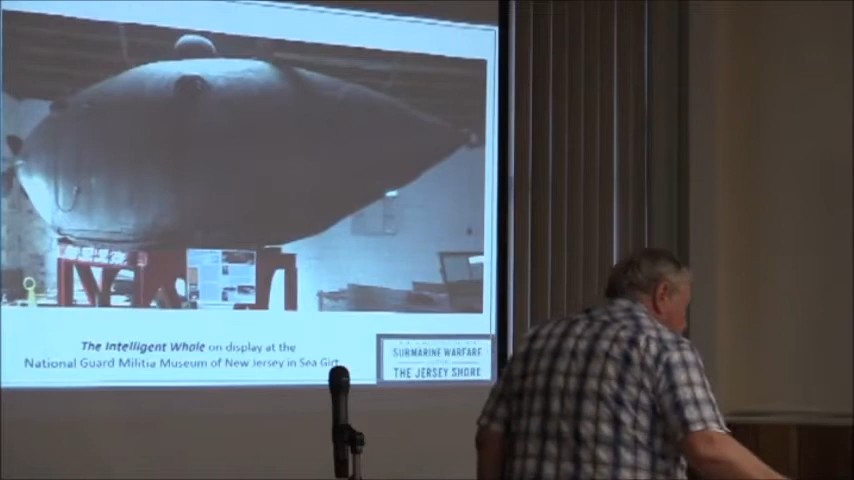 The Intelligent Whale on display at the
National Guard Militia Museum of New Jersey in Sea Girt
SUBMARINE WARFARE
THE JERSEY SHORE